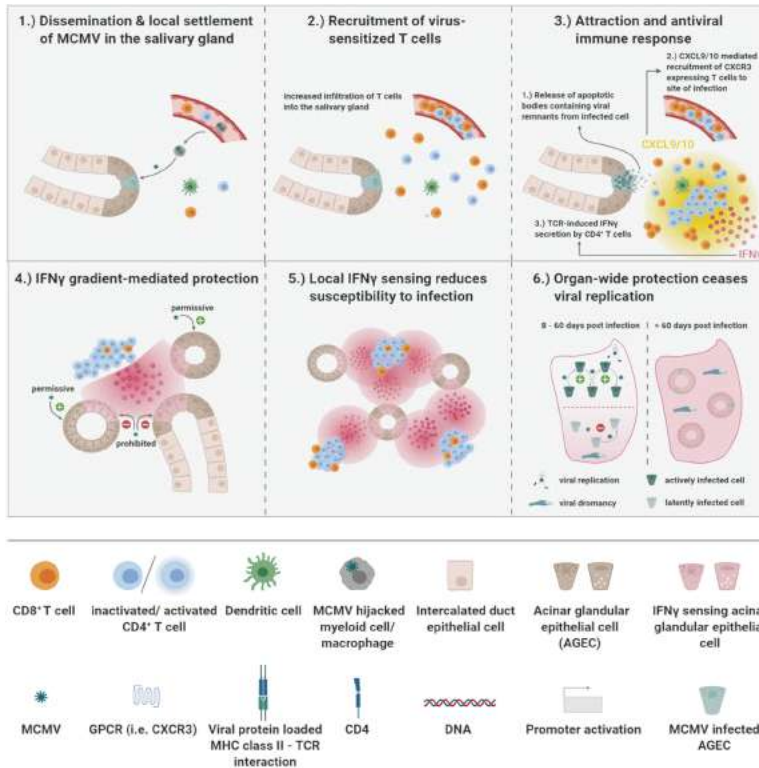 1.) Dissemination & local settlement
of MCMV in the salivary gland
2.) Recruitment of virus-
sensitized T cells
increased infiltration of T cells
into the salivary gland
3.) Attraction and antiviral
immune response
2.) CXCL9/10 mediated
recruitment of CXCR3
expressing T cells to
site of infection
1.) Release of apoptotic
bodies containing viral
remnants from infected cell
CXCL9/10
3.) TCR-induced IFNγ
secretion by CD4⁺ T cells
IFNγ
4.) IFNγ gradient-mediated protection
permissive
permissive
prohibited
5.) Local IFNγ sensing reduces
susceptibility to infection
6.) Organ-wide protection ceases
viral replication
8 - 60 days post infection
+ 60 days post infection
viral replication
actively infected cell
viral dromancy
latently infected cell
CD8⁺ T cell
inactivated/ activated
CD4⁺ T cell
Dendritic cell
MCMV hijacked
myeloid cell/
macrophage
Intercalated duct
epithelial cell
Acinar glandular
epithelial cell
(AGEC)
IFNγ sensing acina
glandular epithelia
cell
MCMV
GPCR (i.e. CXCR3)
Viral protein loaded
MHC class II - TCR
interaction
CD4
DNA
Promoter activation
MCMV infected
AGEC